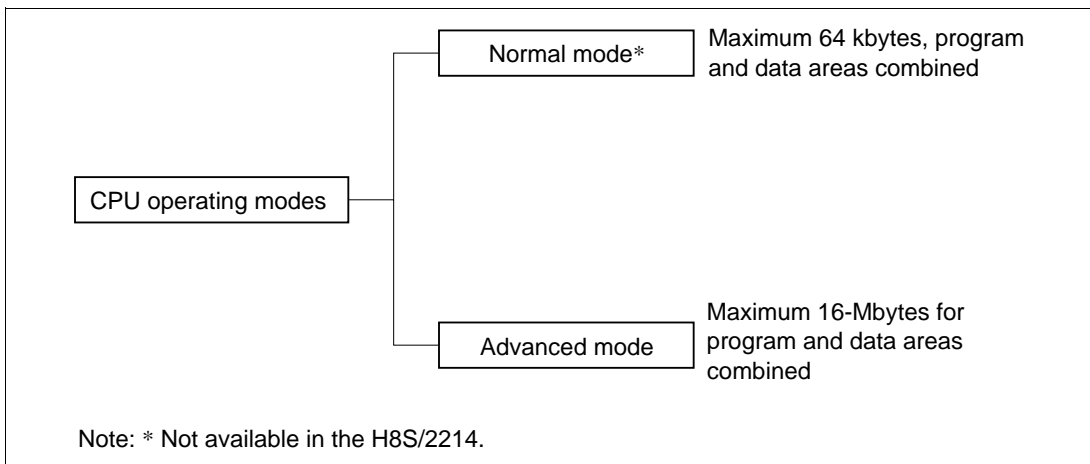 Normal mode*
Maximum 64 kbytes, program
and data areas combined
CPU operating modes
Advanced mode
Maximum 16-Mbytes for
program and data areas
combined
Note: * Not available in the H8S/2214.